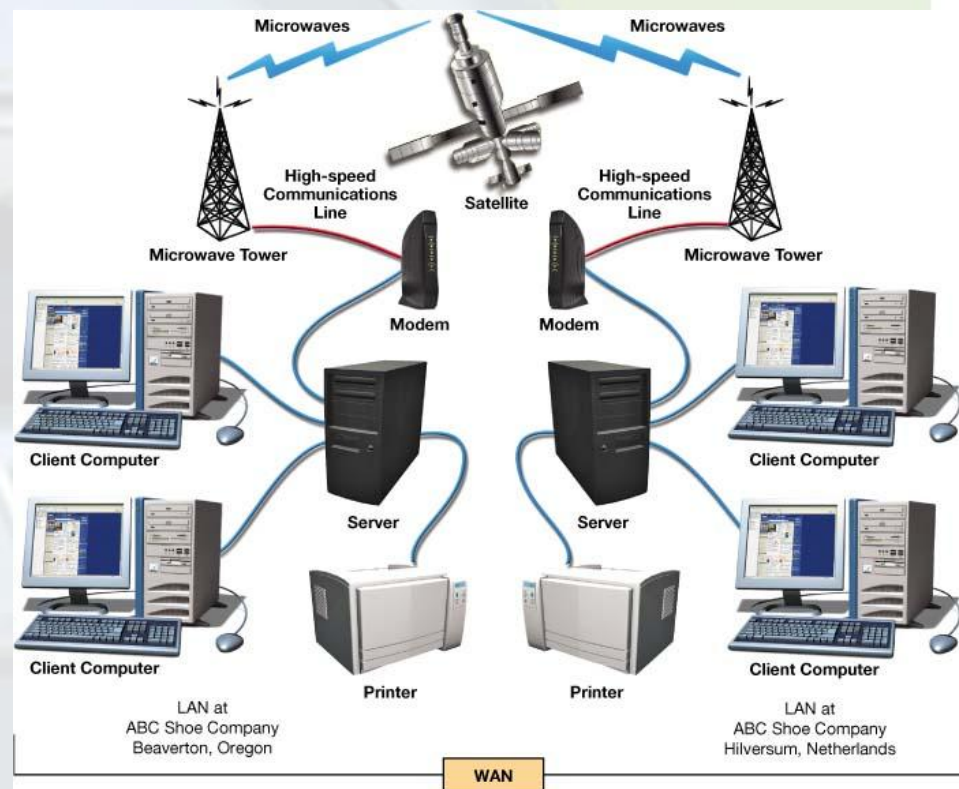 Microwaves
Microwaves
High-speed
Communications
Line
High-speed
Communications
Line
Satellite
Microwave Tower
Microwave Tower
Modem
Modem
Client Computer
Client Computer
Server
Server
Client Computer
Client Computer
Printer
Printer
LAN at
ABC Shoe Company
Beaverton, Oregon
LAN at
ABC Shoe Company
Hilversum, Netherlands
WAN